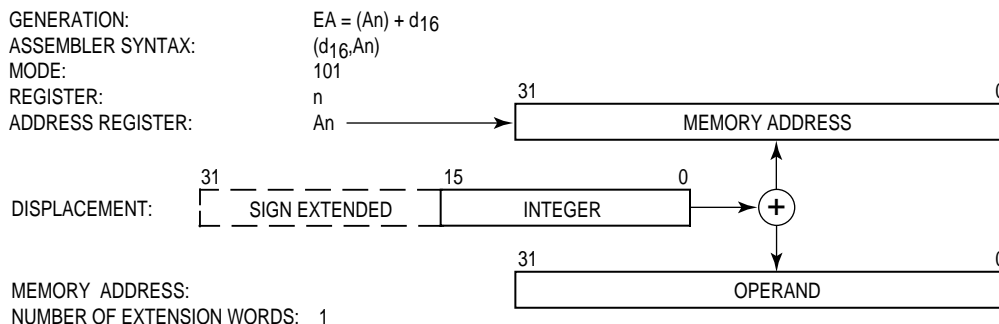 GENERATION: EA = (An) + d16
ASSEMBLER SYNTAX: (d16,An)
MODE: 101
REGISTER: n
31 0
ADDRESS REGISTER: An MEMORY ADDRESS
31 15 0
DISPLACEMENT: SIGN EXTENDED INTEGER +
31 0
MEMORY ADDRESS: OPERAND
NUMBER OF EXTENSION WORDS: 1